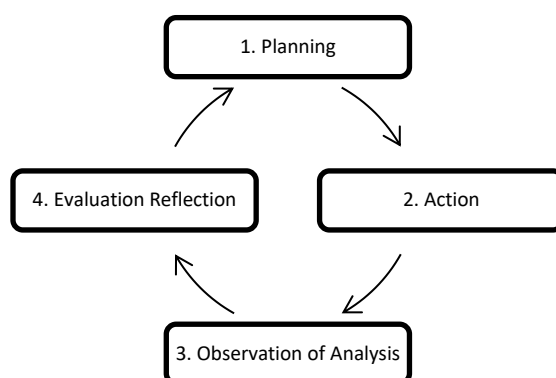 1. Planning
2. Action
3. Observation of Analysis
4. Evaluation Reflection